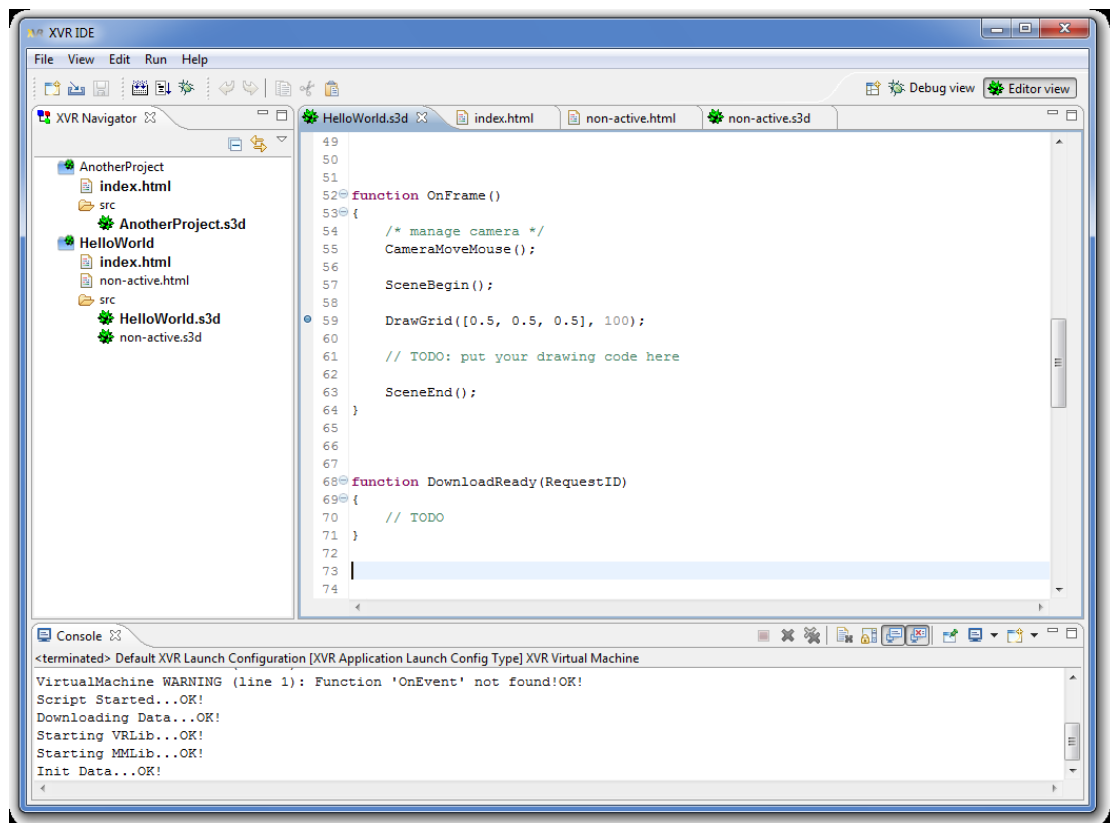 XVR IDE
File View Edit Run Help
Debug view Editor view
XVR Navigator
AnotherProject
index.html
src
AnotherProject.s3d
HelloWorld
index.html
non-active.html
src
HelloWorld.s3d
non-active.s3d
HelloWorld.s3d index.html non-active.html non-active.s3d
49
50
51
52 function OnFrame()
53 {
54 /* manage camera */
55 CameraMoveMouse();
56
57 SceneBegin();
58
59 DrawGrid([0.5, 0.5, 0.5], 100);
60
61 // TODO: put your drawing code here
62
63 SceneEnd();
64 }
65
66
67
68 function DownloadReady(RequestID)
69 {
70 // TODO
71 }
72
73
74
Console
<terminated> Default XVR Launch Configuration [XVR Application Launch Config Type] XVR Virtual Machine
VirtualMachine WARNING (line 1): Function 'OnEvent' not found!OK!
Script Started...OK!
Downloading Data...OK!
Starting VRLib...OK!
Starting MMLib...OK!
Init Data...OK!